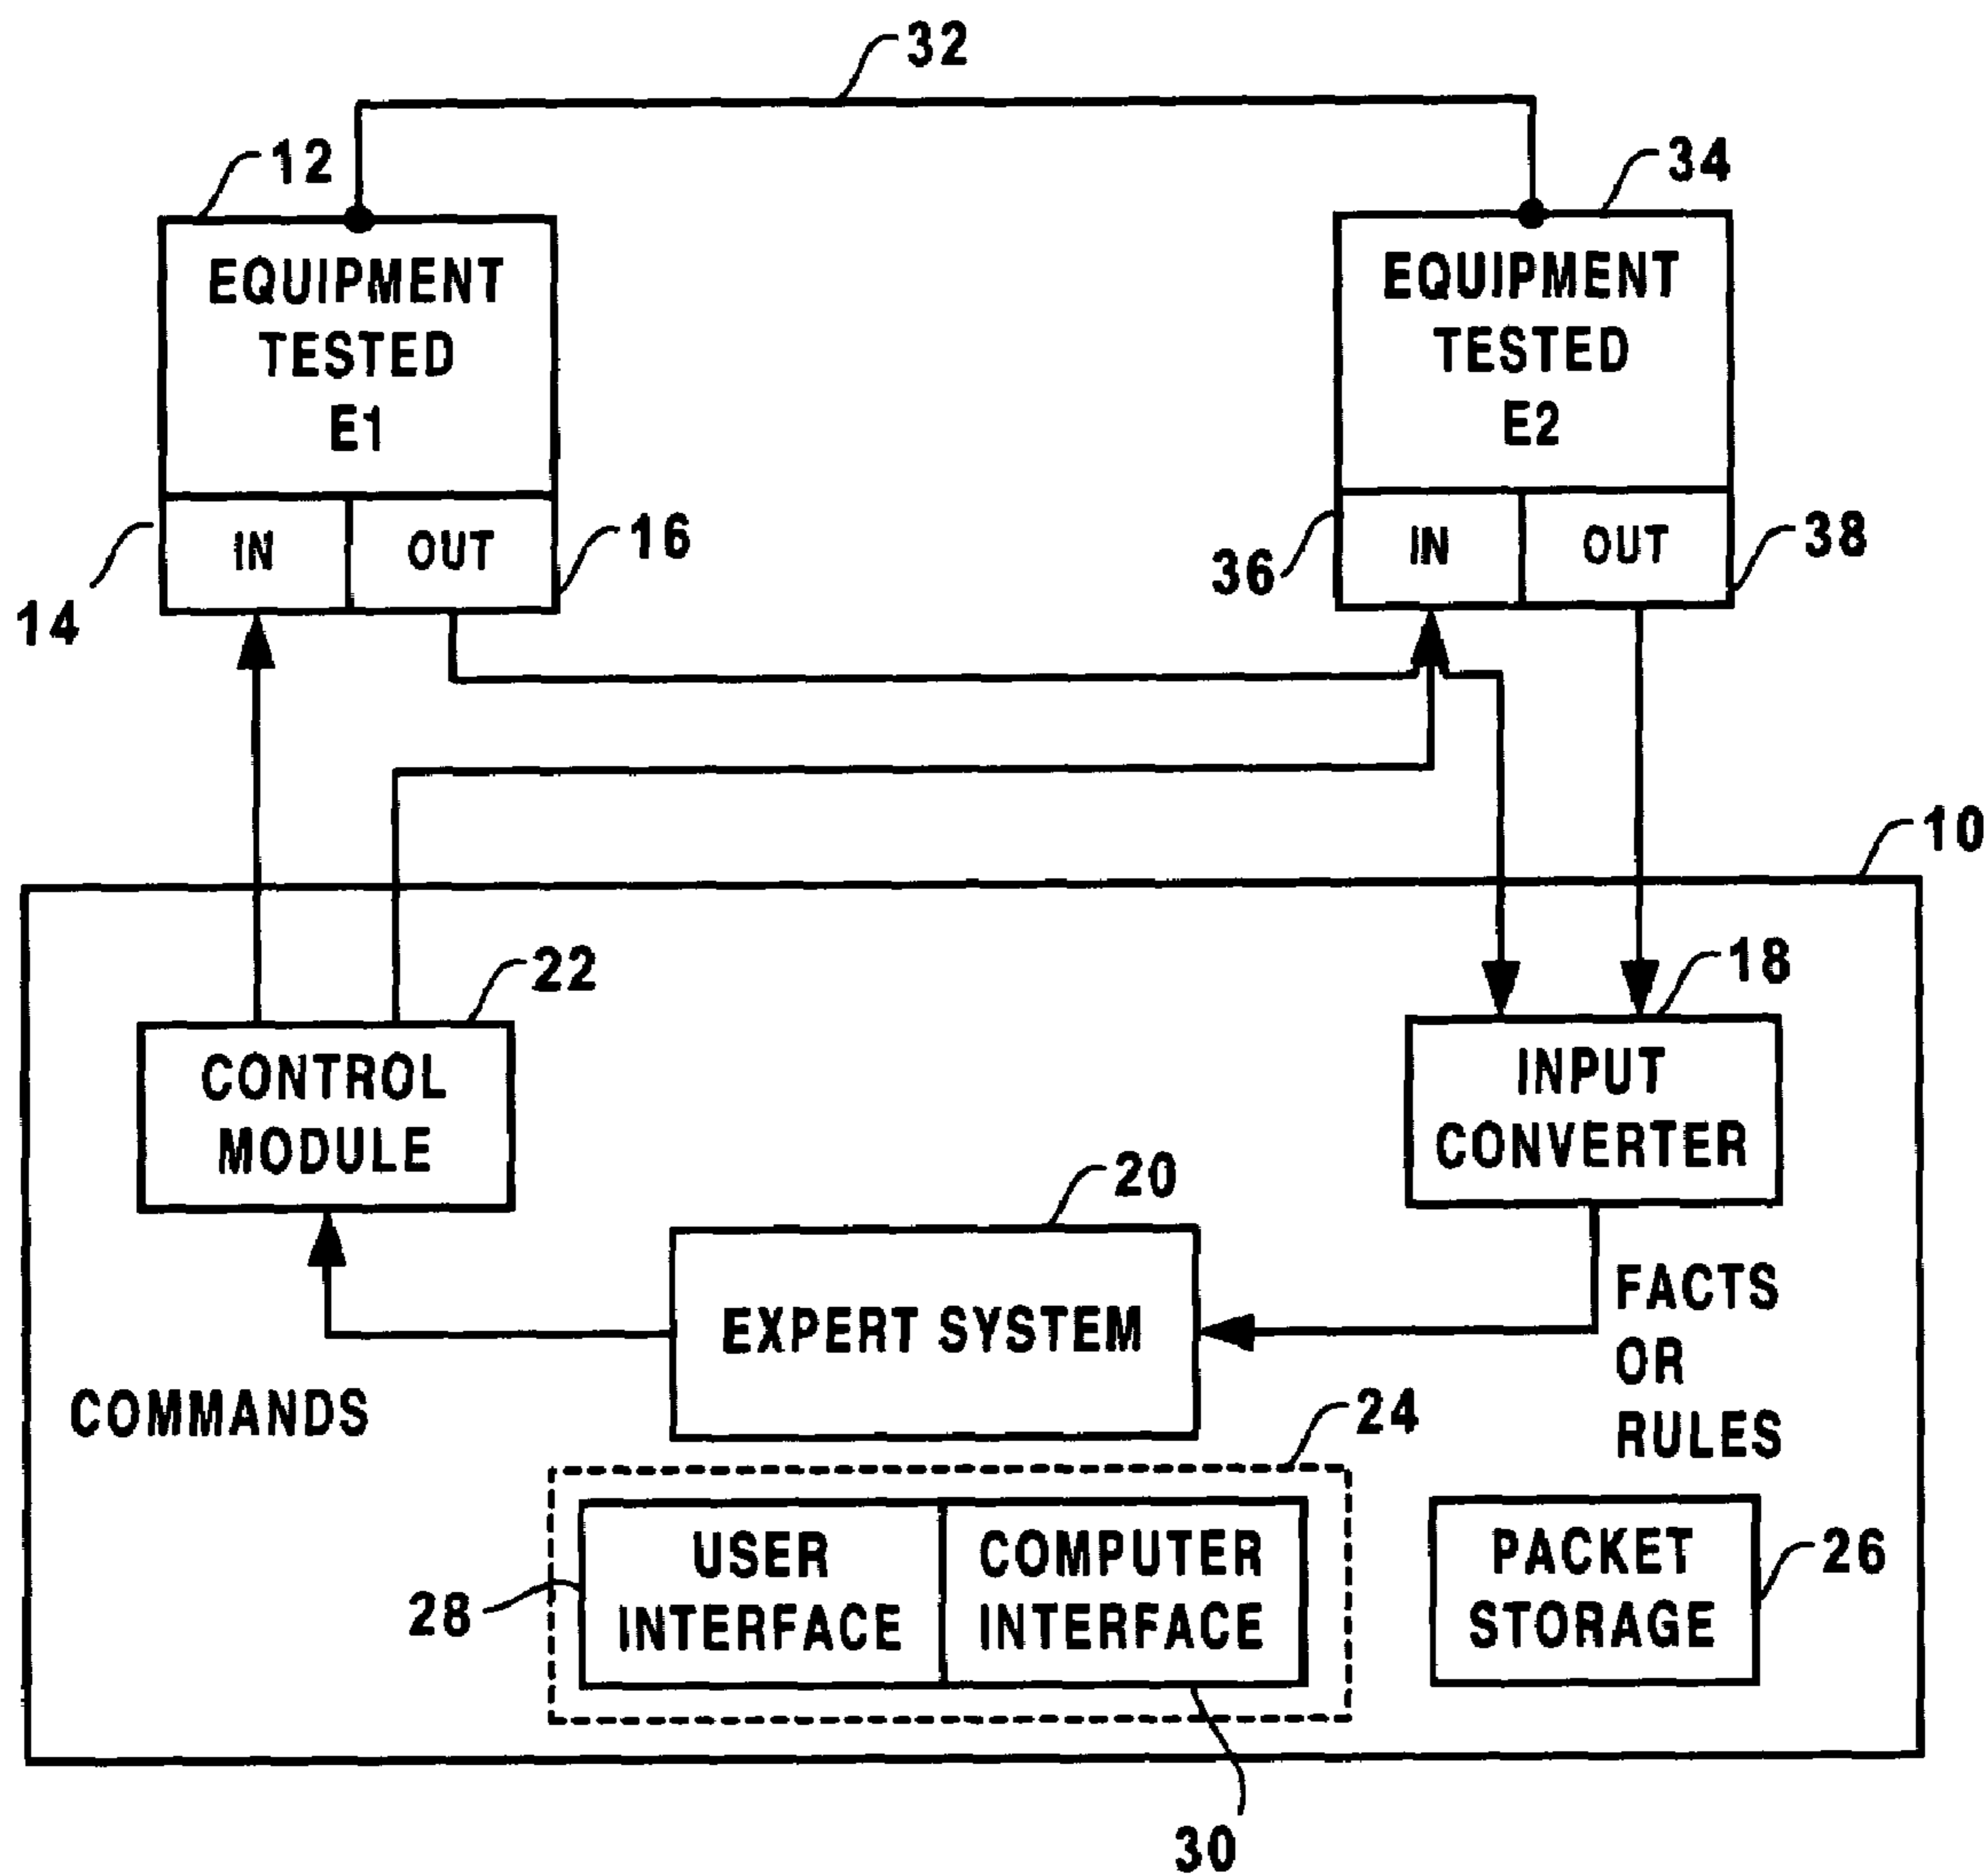 32
12
34
EQUIPMENT
TESTED
E1
EQUIPMENT
TESTED
E2
14
IN
OUT
16
36
IN
OUT
38
10
22
18
CONTROL
MODULE
INPUT
CONVERTER
20
EXPERT SYSTEM
FACTS
OR
RULES
COMMANDS
24
USER
INTERFACE
COMPUTER
INTERFACE
PACKET
STORAGE
26
28
30